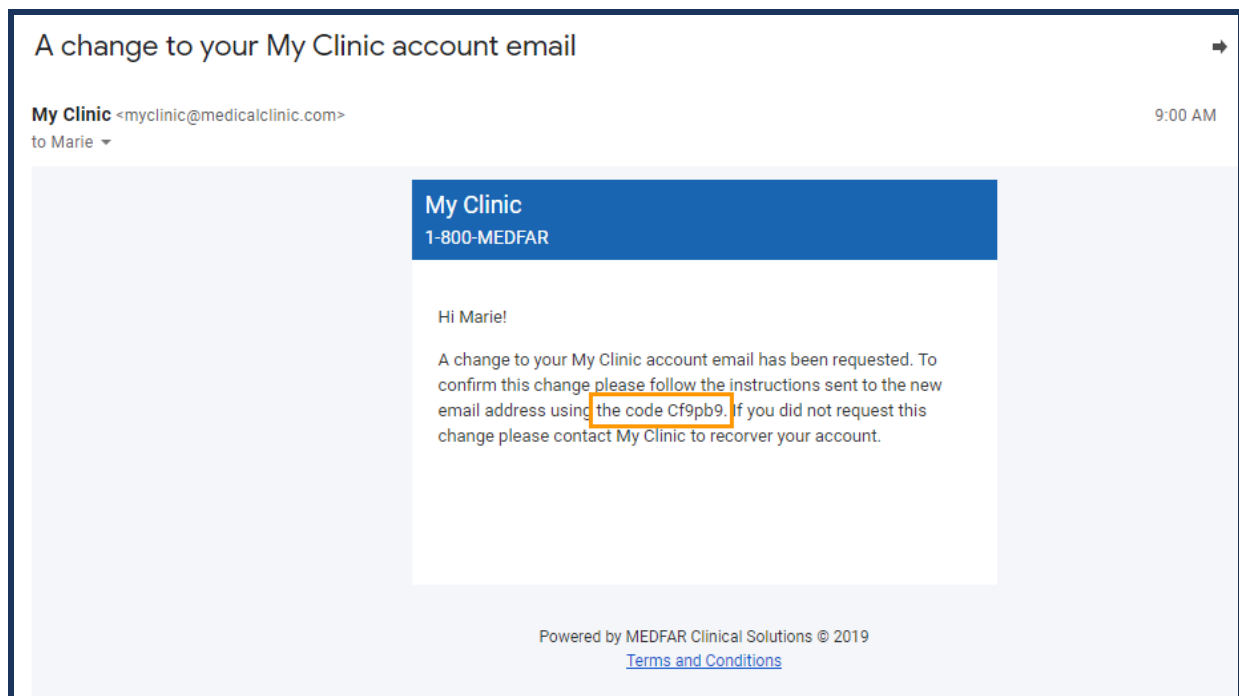 A change to your My Clinic account email
My Clinic <myclinic@medicalclinic.com>
9:00 AM
to Marie
My Clinic
1-800-MEDFAR
Hi Marie!
A change to your My Clinic account email has been requested. To
confirm this change please follow the instructions sent to the new
email address using the code Cf9pb9. If you did not request this
change please contact My Clinic to recorver your account.
Powered by MEDFAR Clinical Solutions © 2019
Terms and Conditions